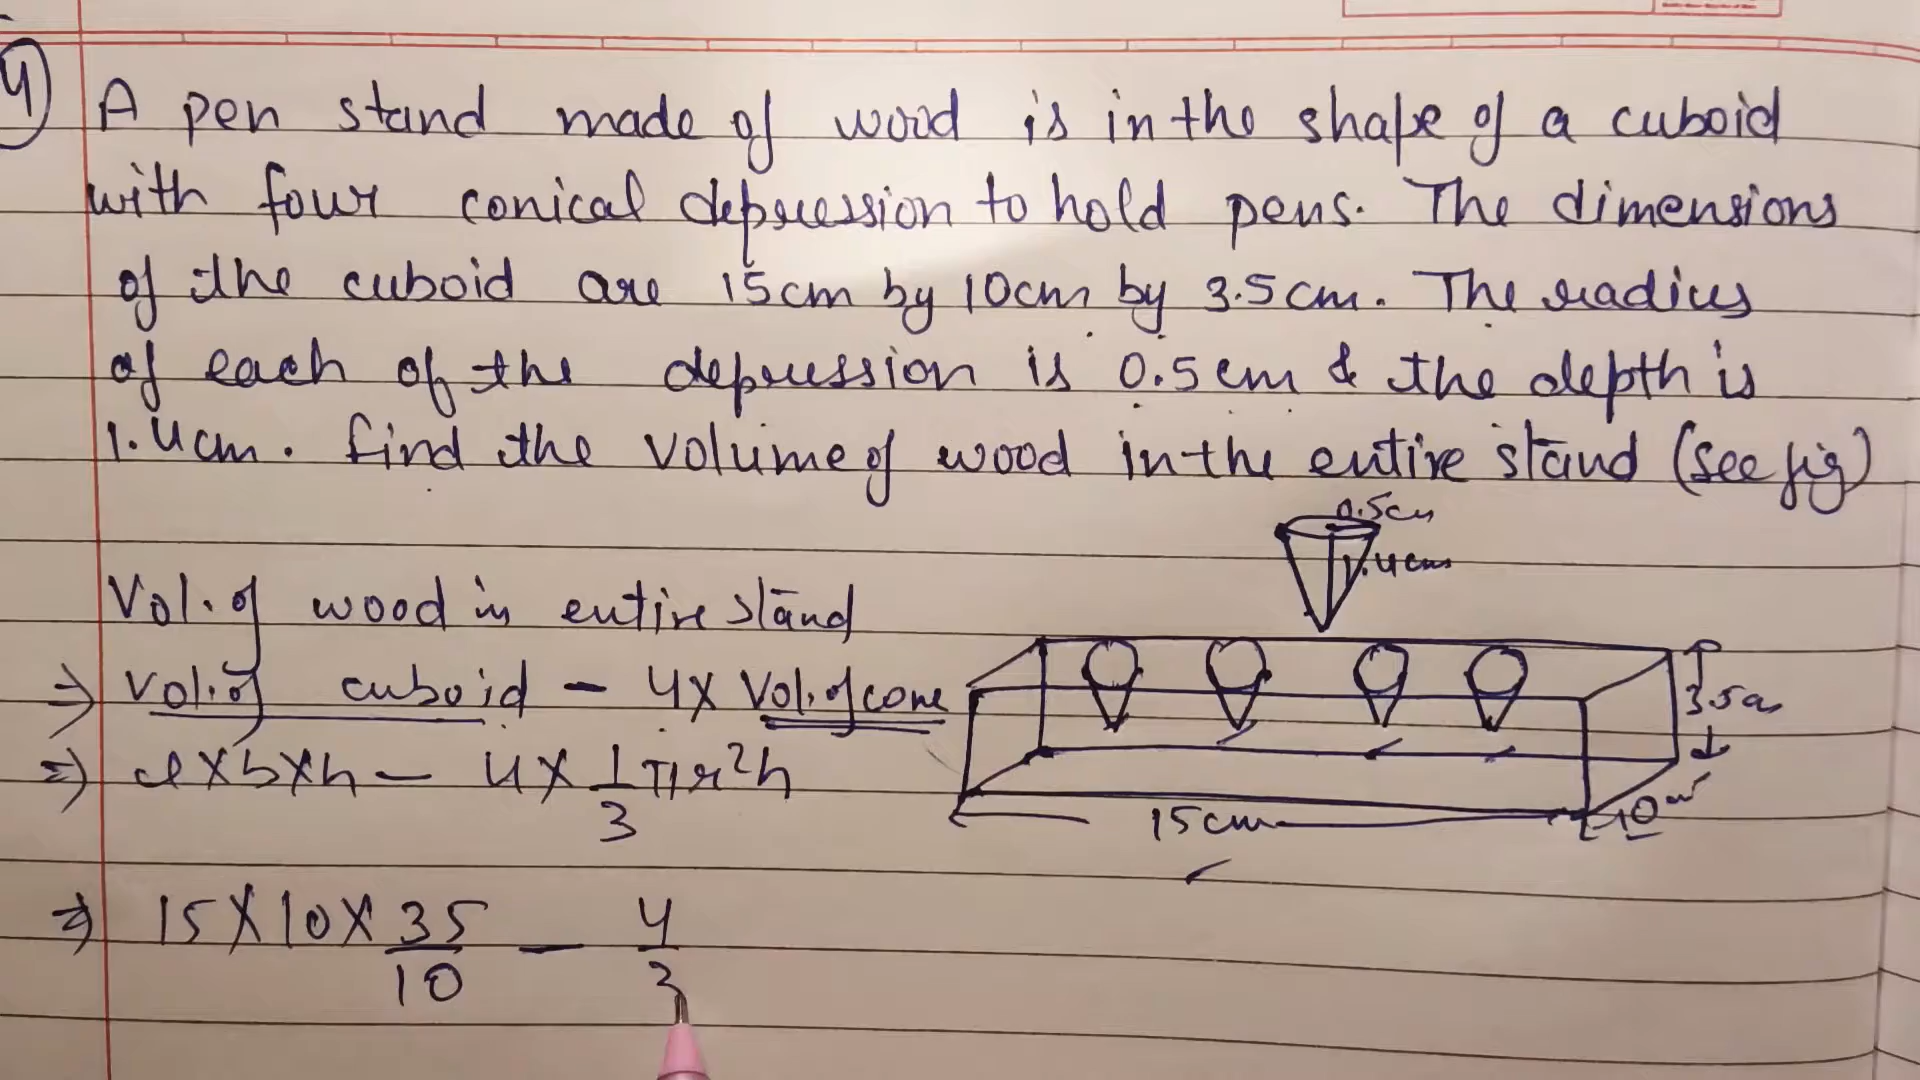 4) A pen stand made of wood is in the shape of a cuboid
with four conical depression to hold pens. The dimensions
of the cuboid are 15cm by 10cm by 3.5cm. The radius
of each of the depression is 0.5cm & the depth is
1.4cm. find the volume of wood in the entire stand (see fig)
0.5cm
1.4cm
Vol. of wood in entire stand
⇒ Vol. of cuboid - 4× Vol. of cone
3.5cm
⇒ l×b×h - 4×1/3πr²h
15cm
10cm
⇒ 15×10×35/10 - 4/3